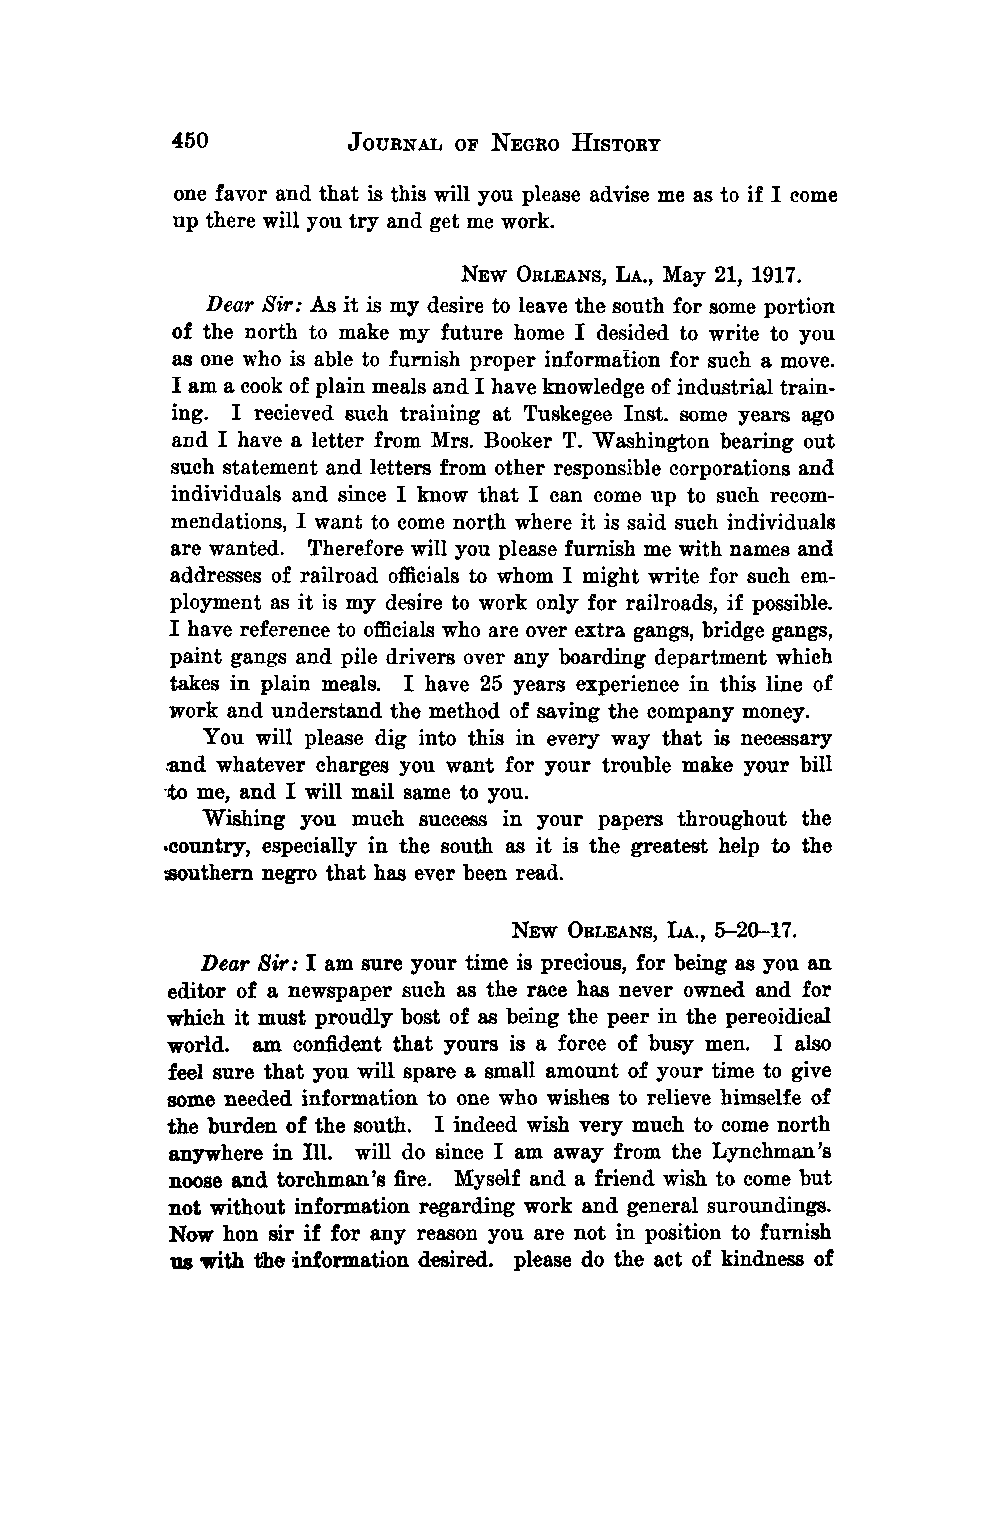 450 JOURNAL OF NEGRO HISTORY
one favor and that is this will you please advise me as to if I come
up there will you try and get me work.
NEW ORLEANS, LA., May 21, 1917.
Dear Sir: As it is my desire to leave the south for some portion
of the north to make my future home I desided to write to you
as one who is able to furnish proper information for such a move.
I am a cook of plain meals and I have knowledge of industrial train-
ing. I recieved such training at Tuskegee Inst. some years ago
and I have a letter from Mrs. Booker T. Washington bearing out
such statement and letters from other responsible corporations and
individuals and since I know that I can come up to such recom-
mendations, I want to come north where it is said such individuals
are wanted. Therefore will you please furnish me with names and
addresses of railroad officials to whom I might write for such em-
ployment as it is my desire to work only for railroads, if possible.
I have reference to officials who are over extra gangs, bridge gangs,
paint gangs and pile drivers over any boarding department which
takes in plain meals. I have 25 years experience in this line of
work and understand the method of saving the company money.
You will please dig into this in every way that is necessary
and whatever charges you want for your trouble make your bill
to me, and I will mail same to you.
Wishing you much success in your papers throughout the
country, especially in the south as it is the greatest help to the
southern negro that has ever been read.
NEW ORLEANS, LA., 5–20–17.
Dear Sir: I am sure your time is precious, for being as you an
editor of a newspaper such as the race has never owned and for
which it must proudly bost of as being the peer in the pereoidical
world. am confident that yours is a force of busy men. I also
feel sure that you will spare a small amount of your time to give
some needed information to one who wishes to relieve himselfe of
the burden of the south. I indeed wish very much to come north
anywhere in Ill. will do since I am away from the Lynchman's
noose and torchman's fire. Myself and a friend wish to come but
not without information regarding work and general suroundings.
Now hon sir if for any reason you are not in position to furnish
us with the information desired. please do the act of kindness of